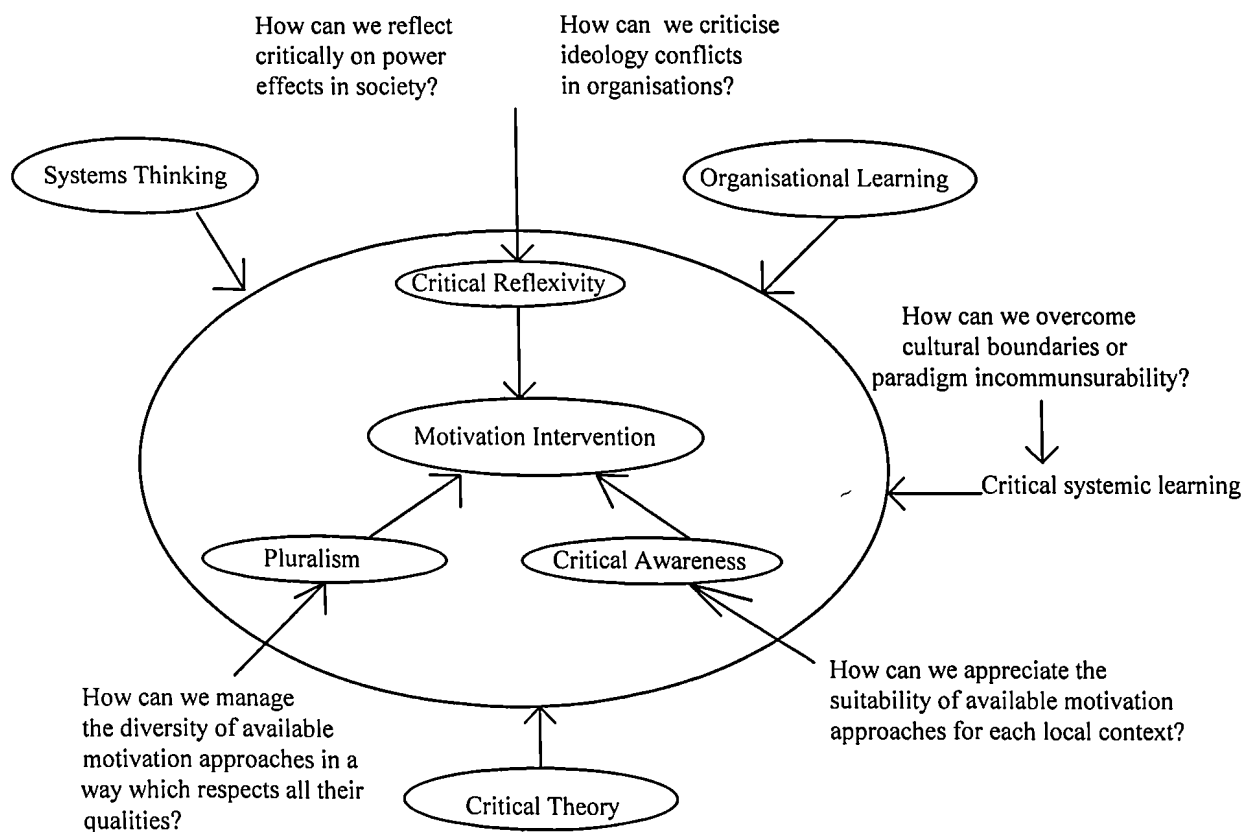 How can we reflect
critically on power
effects in society?
How can we criticise
ideology conflicts
in organisations?
Systems Thinking
Organisational Learning
Critical Reflexivity
How can we overcome
cultural boundaries or
paradigm incommunsurability?
Motivation Intervention
Critical systemic learning
Pluralism
Critical Awareness
How can we manage
the diversity of available
motivation approaches in a
way which respects all their
qualities?
How can we appreciate the
suitability of available motivation
approaches for each local context?
Critical Theory